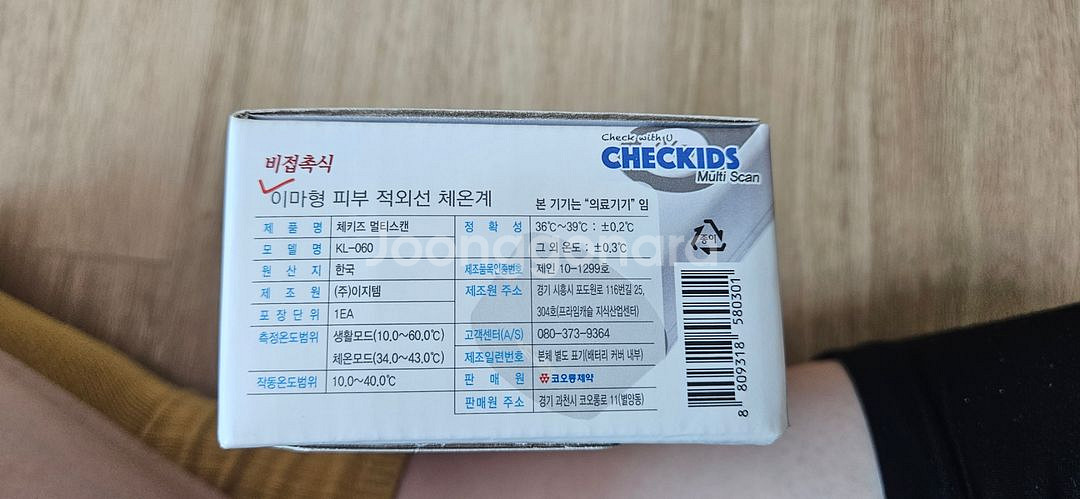 Check with U
CHECKIDS
Multi Scan
비접촉식
이마형 피부 적외선 체온계
본 기기는 “의료기기” 임
제품명 체키즈 멀티스캔
모델명 KL-060
원산지 한국
제조원 (주)이지템
포장단위 1EA
측정온도범위 생활모드(10.0~60.0℃)
체온모드(34.0~43.0℃)
작동온도범위 10.0~40.0℃
정확성 36℃~39℃ : ±0.2℃
그 외 온도 : ±0.3℃
제조품목인증번호 제인 10-1299호
제조원 주소 경기 시흥시 포도원로 116번길 25,
304호(프라임캐슬 지식산업센터)
고객센터(A/S) 080-373-9364
제조일련번호 본체 별도 표기(배터리 커버 내부)
판매원 코오롱제약
판매원 주소 경기 과천시 코오롱로 11(별양동)
종이
8 809318 580301
Joonggonara